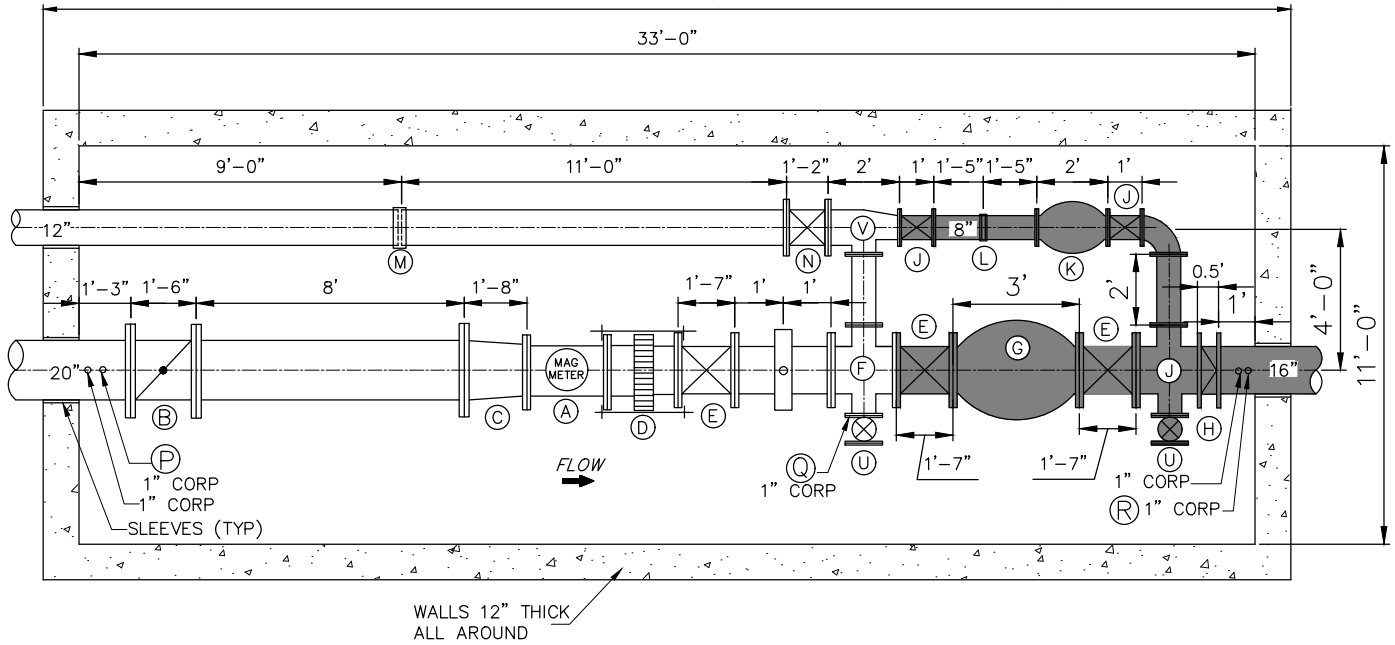 33'-0"
9'-0"
11'-0"
1'-2"
2'
1'
1'-5"
1'-5"
2'
1'
J
12"
M
N
V
J
8"
L
K
1'-3"
1'-6"
8'
1'-8"
1'-7"
1'
1'
3'
2'
0.5'
1'
4'-0"
11'-0"
E
E
20"
B
C
MAG
METER
A
D
E
F
G
J
H
16"
P
1" CORP
1" CORP
SLEEVES (TYP)
FLOW
Q
1" CORP
U
1'-7"
1'-7"
U
1" CORP
R 1" CORP
WALLS 12" THICK
ALL AROUND